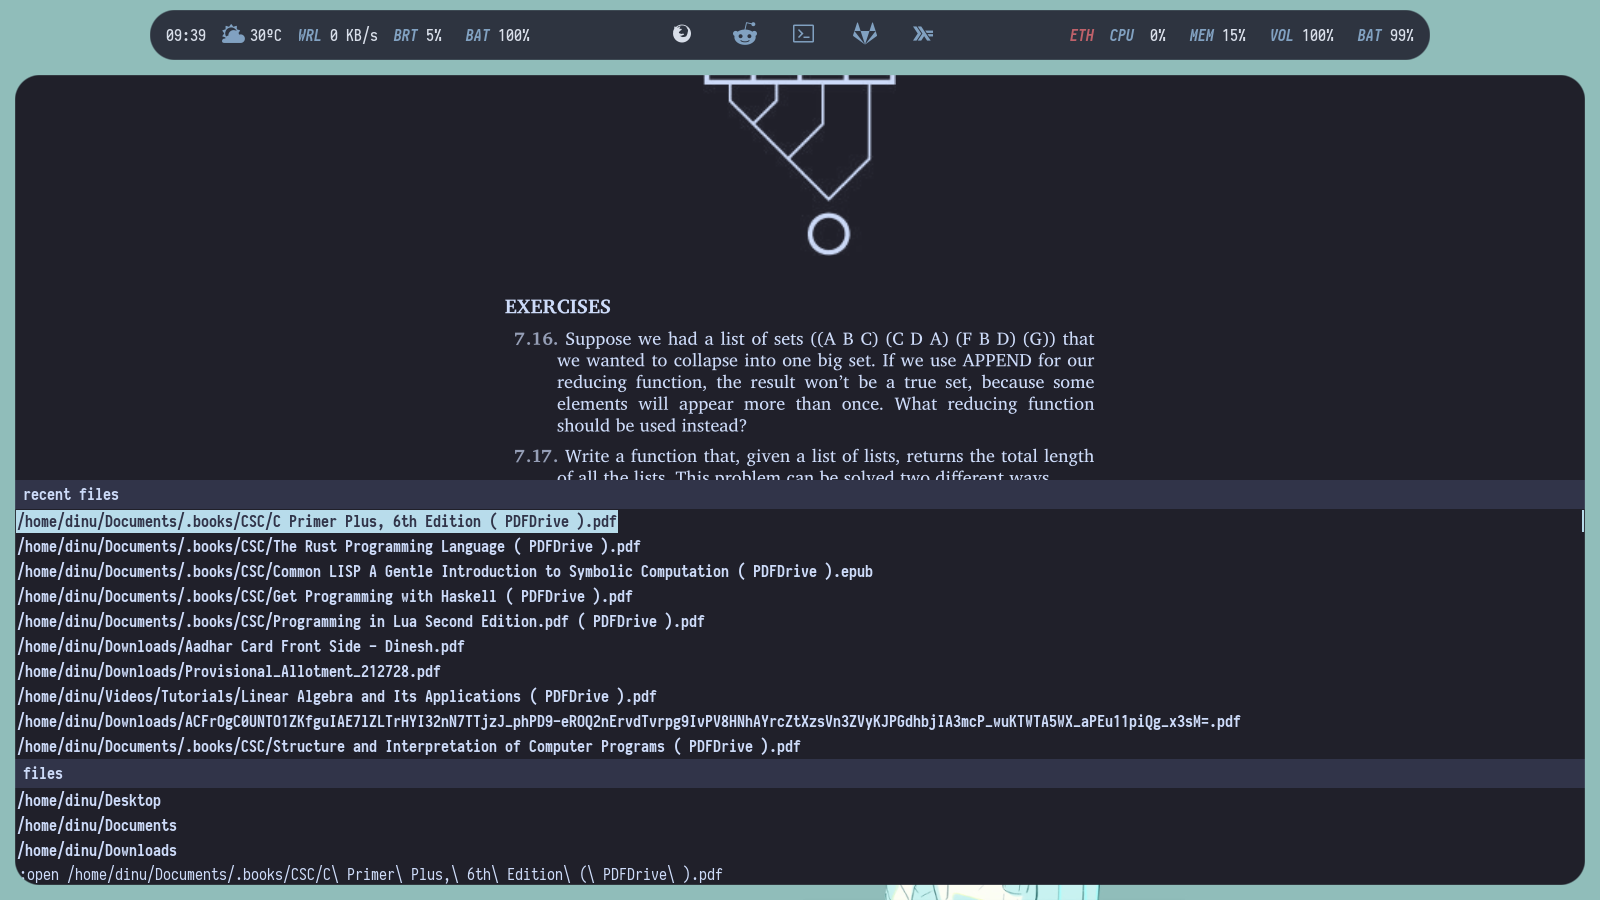 09:39 30ºC WRL 0 KB/s BRT 5% BAT 100% ETH CPU 0% MEM 15% VOL 100% BAT 99%
EXERCISES
7.16. Suppose we had a list of sets ((A B C) (C D A) (F B D) (G)) that
we wanted to collapse into one big set. If we use APPEND for our
reducing function, the result won't be a true set, because some
elements will appear more than once. What reducing function
should be used instead?
7.17. Write a function that, given a list of lists, returns the total length
of all the lists. This problem can be solved two different ways.
recent files
/home/dinu/Documents/.books/CSC/C Primer Plus, 6th Edition ( PDFDrive ).pdf
/home/dinu/Documents/.books/CSC/The Rust Programming Language ( PDFDrive ).pdf
/home/dinu/Documents/.books/CSC/Common LISP A Gentle Introduction to Symbolic Computation ( PDFDrive ).epub
/home/dinu/Documents/.books/CSC/Get Programming with Haskell ( PDFDrive ).pdf
/home/dinu/Documents/.books/CSC/Programming in Lua Second Edition.pdf ( PDFDrive ).pdf
/home/dinu/Downloads/Aadhar Card Front Side - Dinesh.pdf
/home/dinu/Downloads/Provisional_Allotment_212728.pdf
/home/dinu/Videos/Tutorials/Linear Algebra and Its Applications ( PDFDrive ).pdf
/home/dinu/Downloads/ACFrOgC0UNTO1ZKfguIAE7lZLTrHYI32nN7TTjzJ_phPD9-eROQ2nErvdTvrpg9IvPV8HNhAYrcZtXzsVn3ZVyKJPGdhbjIA3mcP_wuKTWTA5WX_aPEu11piQg_x3sM=.pdf
/home/dinu/Documents/.books/CSC/Structure and Interpretation of Computer Programs ( PDFDrive ).pdf
files
/home/dinu/Desktop
/home/dinu/Documents
/home/dinu/Downloads
:open /home/dinu/Documents/.books/CSC/C\ Primer\ Plus,\ 6th\ Edition\ (\ PDFDrive\ ).pdf